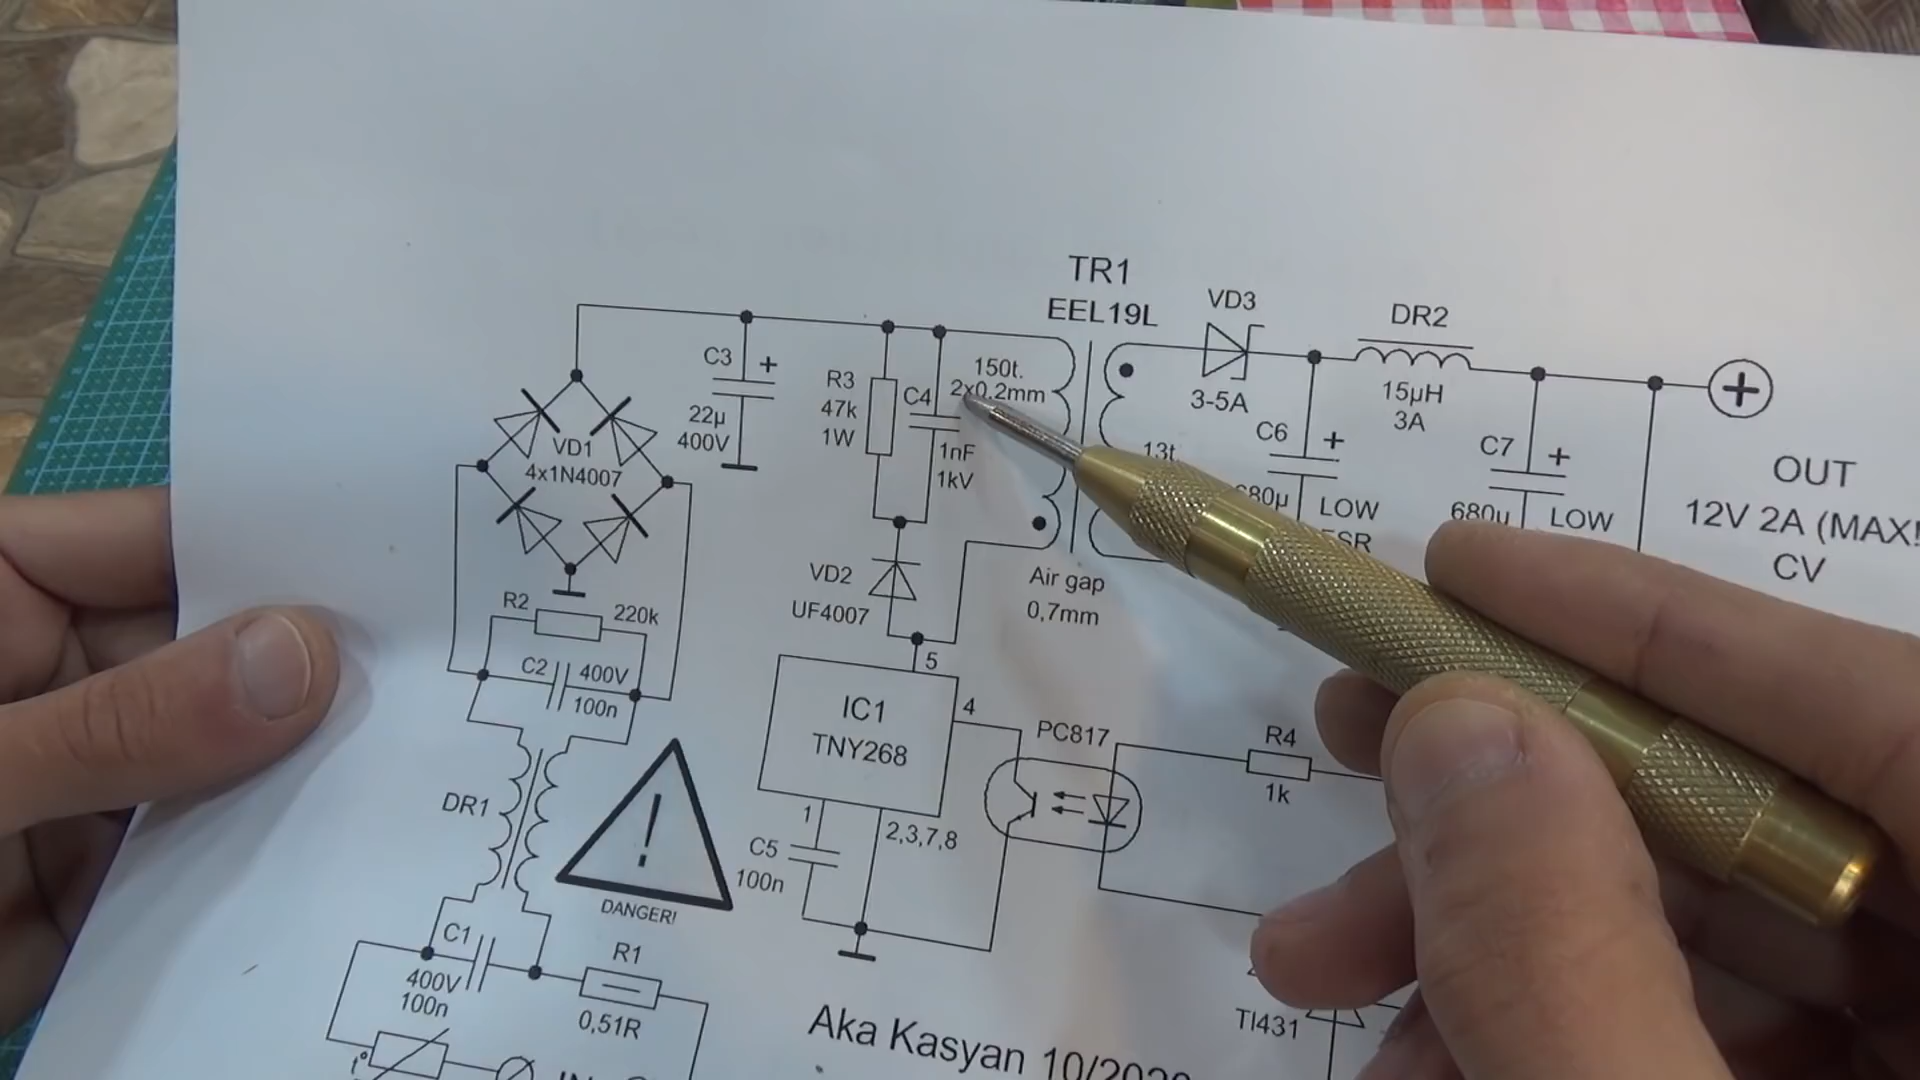 TR1
EEL19L
VD3
DR2
C3
+
22µ
400V
R3
47k
1W
C4
1nF
1kV
150t.
2x0.2mm
3-5A
15µH
3A
C6
+
LOW
C7
+
680µ
LOW
OUT
12V 2A (MAX!
CV
13t
VD1
4x1N4007
R2
220k
C2
400V
100n
VD2
UF4007
Air gap
0,7mm
5
IC1
TNY268
4
1
2,3,7,8
PC817
R4
1k
DR1
!
DANGER!
C5
100n
C1
400V
100n
R1
0,51R
t°
TI431
Aka Kasyan 10/2020